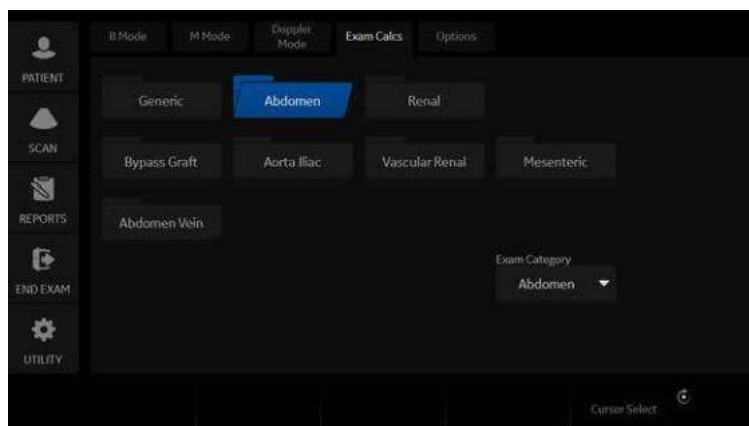 B Mode
M Mode
Doppler
Mode
Exam Calcs
Options
PATIENT
SCAN
REPORTS
END EXAM
UTILITY
Generic
Abdomen
Renal
Bypass Graft
Aorta Iliac
Vascular Renal
Mesenteric
Abdomen Vein
Exam Category
Abdomen
Cursor Select